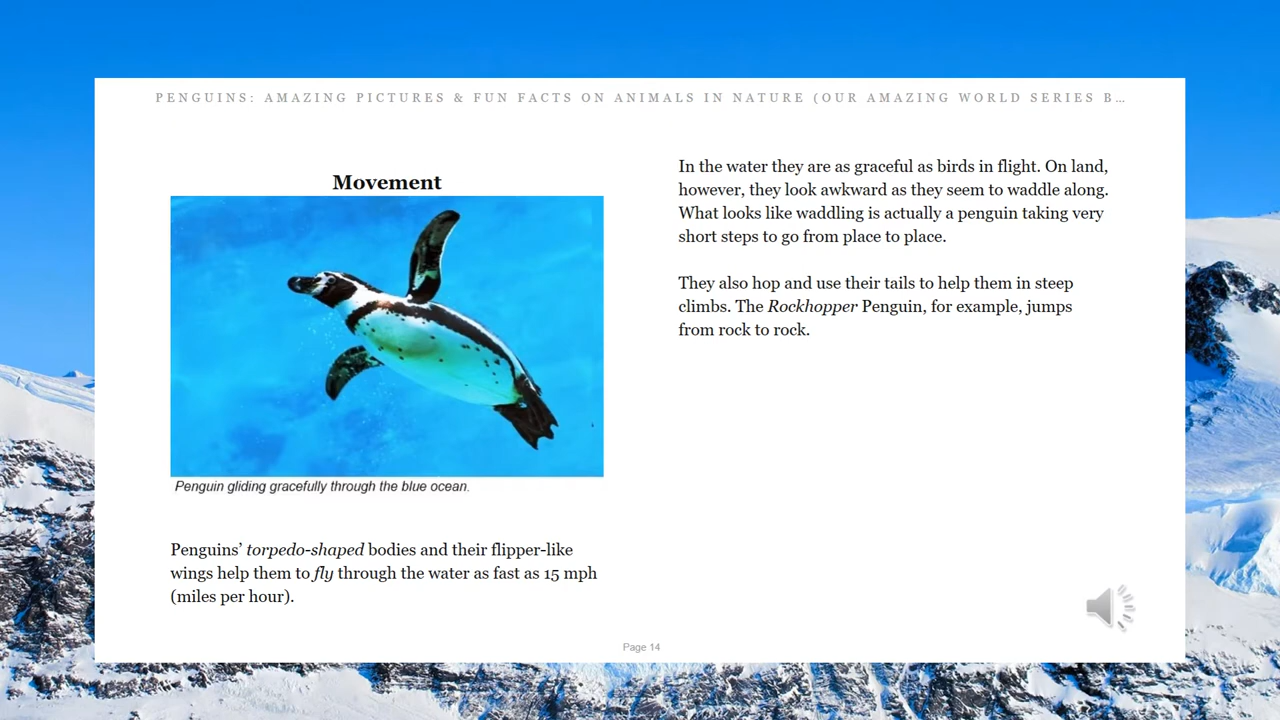 PENGUINS: AMAZING PICTURES & FUN FACTS ON ANIMALS IN NATURE (OUR AMAZING WORLD SERIES B…
Movement
Penguin gliding gracefully through the blue ocean.
Penguins’ torpedo-shaped bodies and their flipper-like
wings help them to fly through the water as fast as 15 mph
(miles per hour).
In the water they are as graceful as birds in flight. On land,
however, they look awkward as they seem to waddle along.
What looks like waddling is actually a penguin taking very
short steps to go from place to place.
They also hop and use their tails to help them in steep
climbs. The Rockhopper Penguin, for example, jumps
from rock to rock.
Page 14